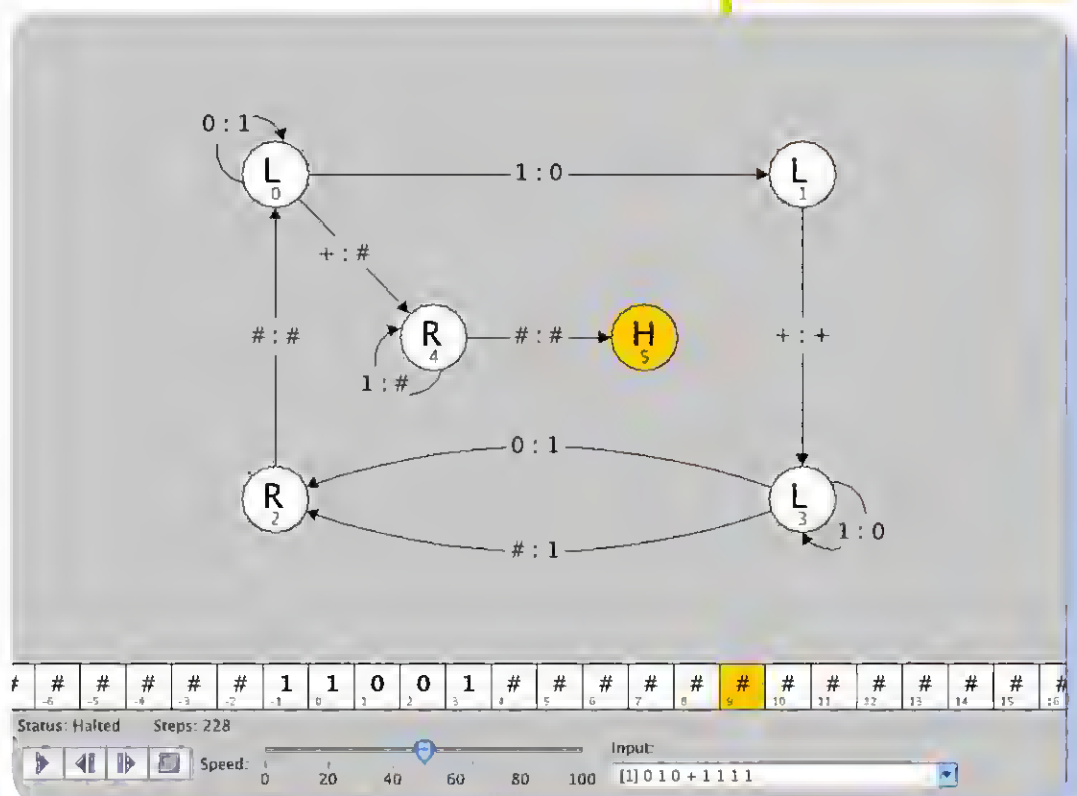 0 : 1
L
0
1 : 0
L
1
+ : #
# : #
R
4
# : #
H
5
+ : +
1 : #
0 : 1
R
2
L
3
1 : 0
# : 1
# # # # # # 1 1 0 0 1 # # # # # # # # # # # # #
-6 -5 -4 -3 -2 -1 0 1 2 3 4 5 6 7 8 9 10 11 12 13 14 15 16
Status: Halted Steps: 228
Speed:
0 20 40 60 80 100
Input:
[1] 0 1 0 + 1 1 1 1